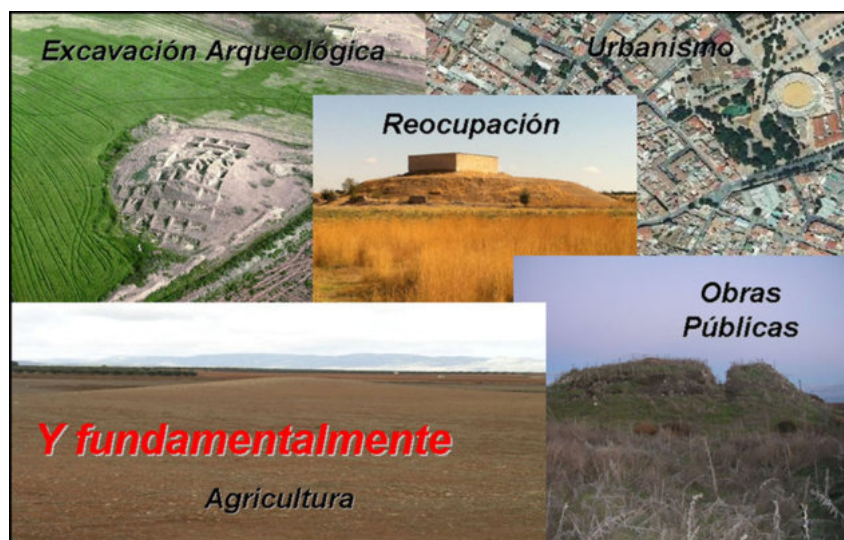 Excavación Arqueológica
Urbanismo
Reocupación
Obras
Públicas
Y fundamentalmente
Agricultura